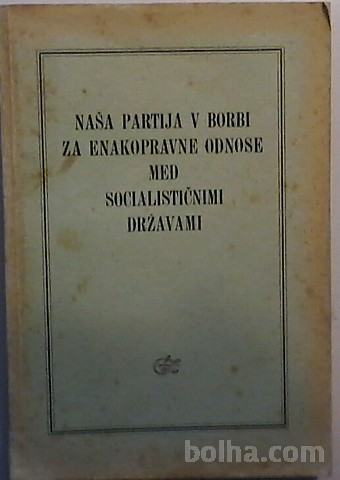 NAŠA PARTIJA V BORBI
ZA ENAKOPRAVNE ODNOSE
MED
SOCIALISTIČNIMI
DRŽAVAMI
bolha.com